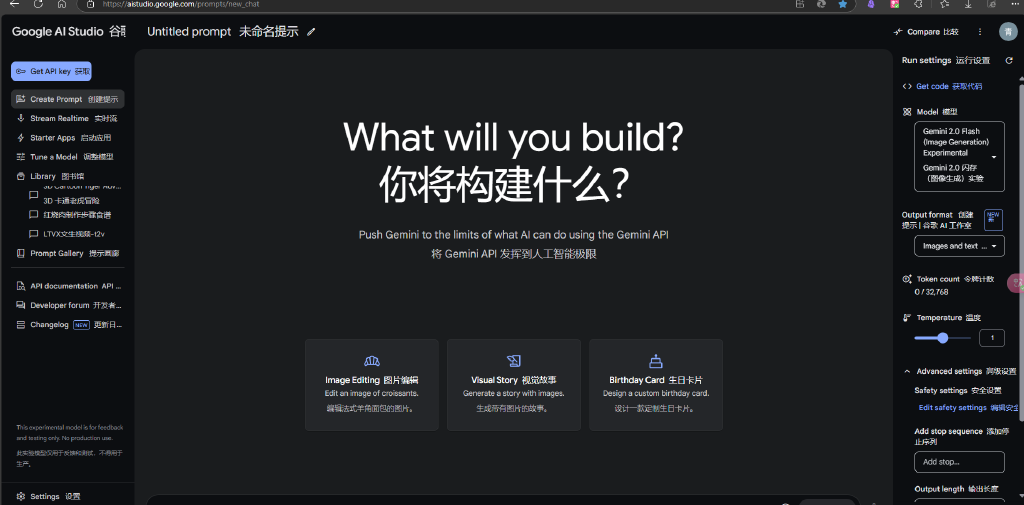 https://aistudio.google.com/prompts/new_chat
Google AI Studio
Untitled prompt 未命名提示
Compare 比较
青
Get API key 获取
Create Prompt 创建提示
Stream Realtime 实时流
Starter Apps 启动应用
Tune a Model 调整模型
Library 图书馆
3D Cartoon Tiger Adv...
3D 卡通老虎冒险
红烧肉制作步骤食谱
LTVX文生视频-t2v
Prompt Gallery 提示画廊
API documentation API ...
Developer forum 开发者...
Changelog NEW 更新日...
This experimental model is for feedback
and testing only. No production use.
此实验模型仅用于反馈和测试，不得用于
生产。
Settings 设置
What will you build?
你将构建什么？
Push Gemini to the limits of what AI can do using the Gemini API
将 Gemini API 发挥到人工智能极限
Image Editing 图片编辑
Edit an image of croissants.
编辑法式羊角面包的图片。
Visual Story 视觉故事
Generate a story with images.
生成带有图片的故事。
Birthday Card 生日卡片
Design a custom birthday card.
设计一款定制生日卡片。
Run settings 运行设置
Get code 获取代码
Model 模型
Gemini 2.0 Flash
(Image Generation)
Experimental
Gemini 2.0 闪存
（图像生成）实验
Output format 创建
提示 | 谷歌 AI 工作室
NEW
新
Images and text ...
Token count 令牌计数
0 / 32,768
Temperature 温度
1
Advanced settings 高级设置
Safety settings 安全设置
Edit safety settings 编辑安全
Add stop sequence 添加停
止序列
Add stop...
Output length 输出长度